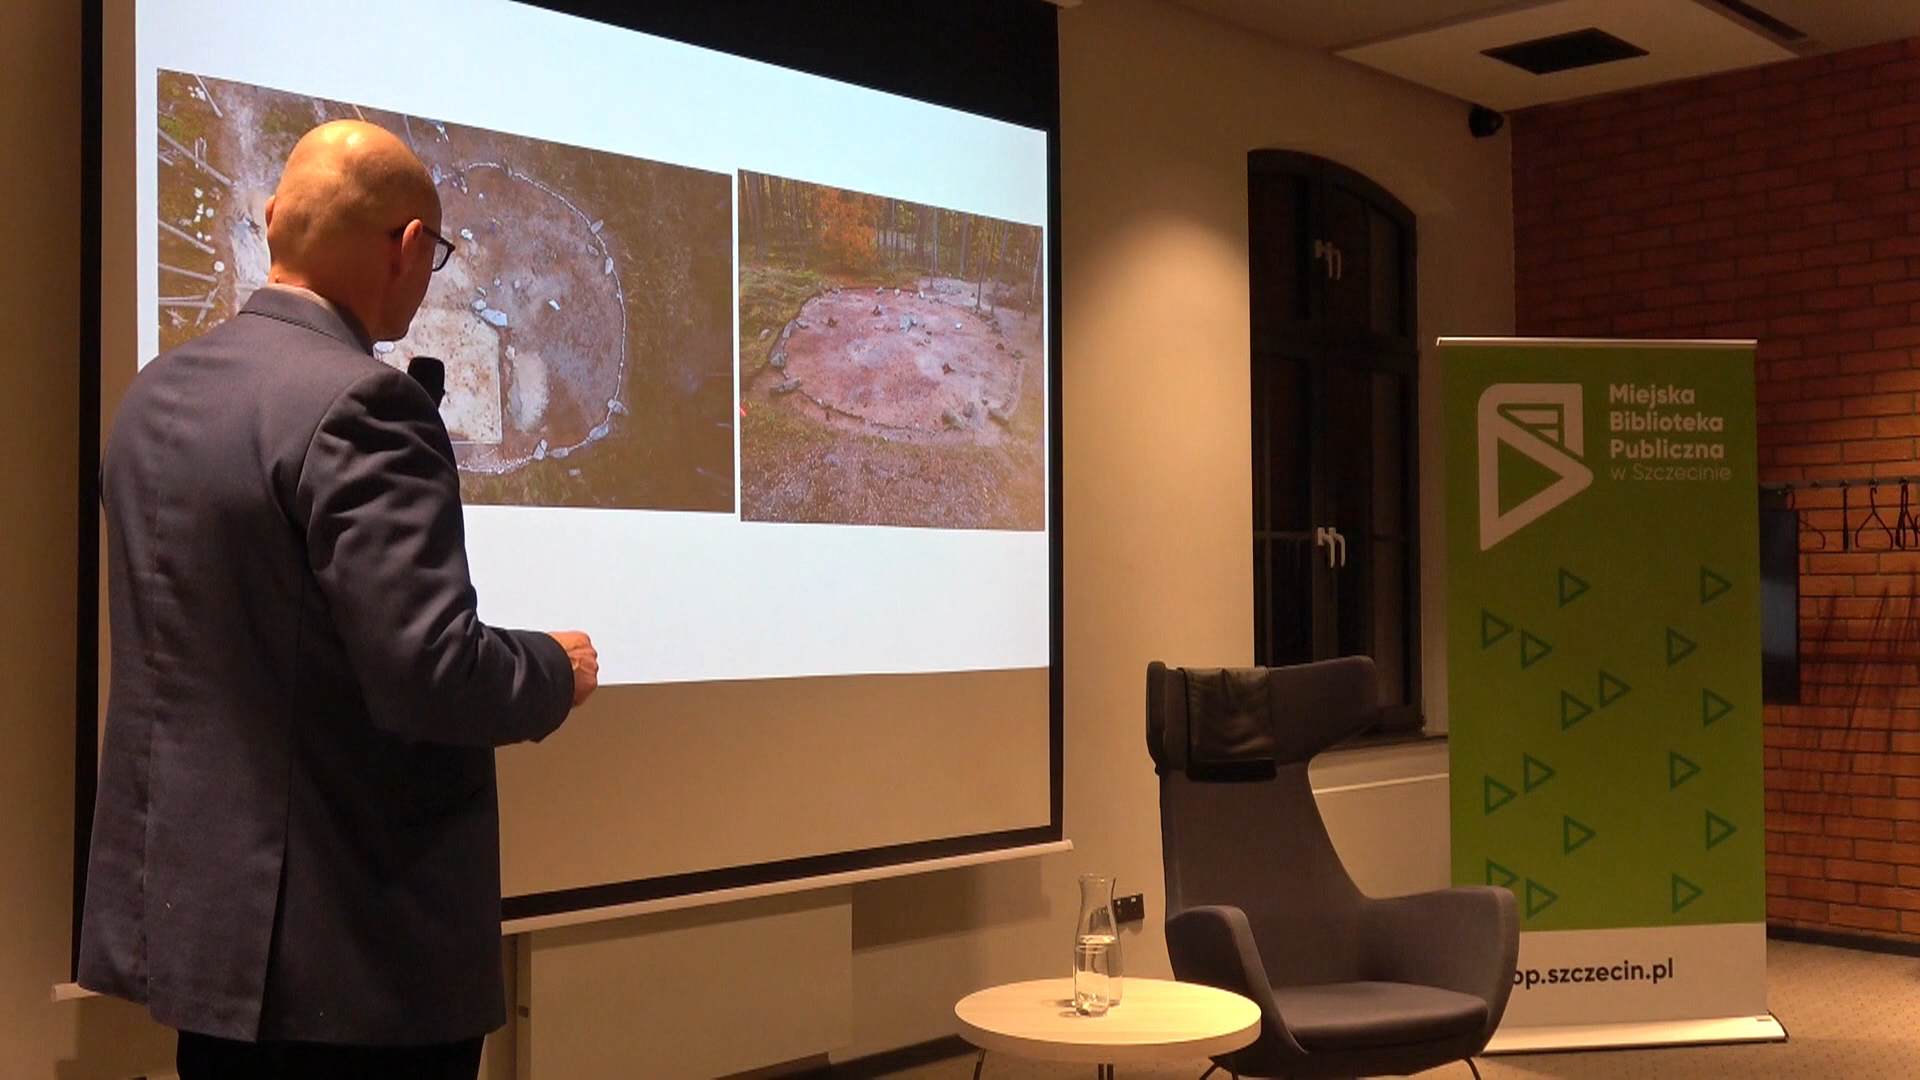 Miejska
Biblioteka
Publiczna
w Szczecinie
op.szczecin.pl